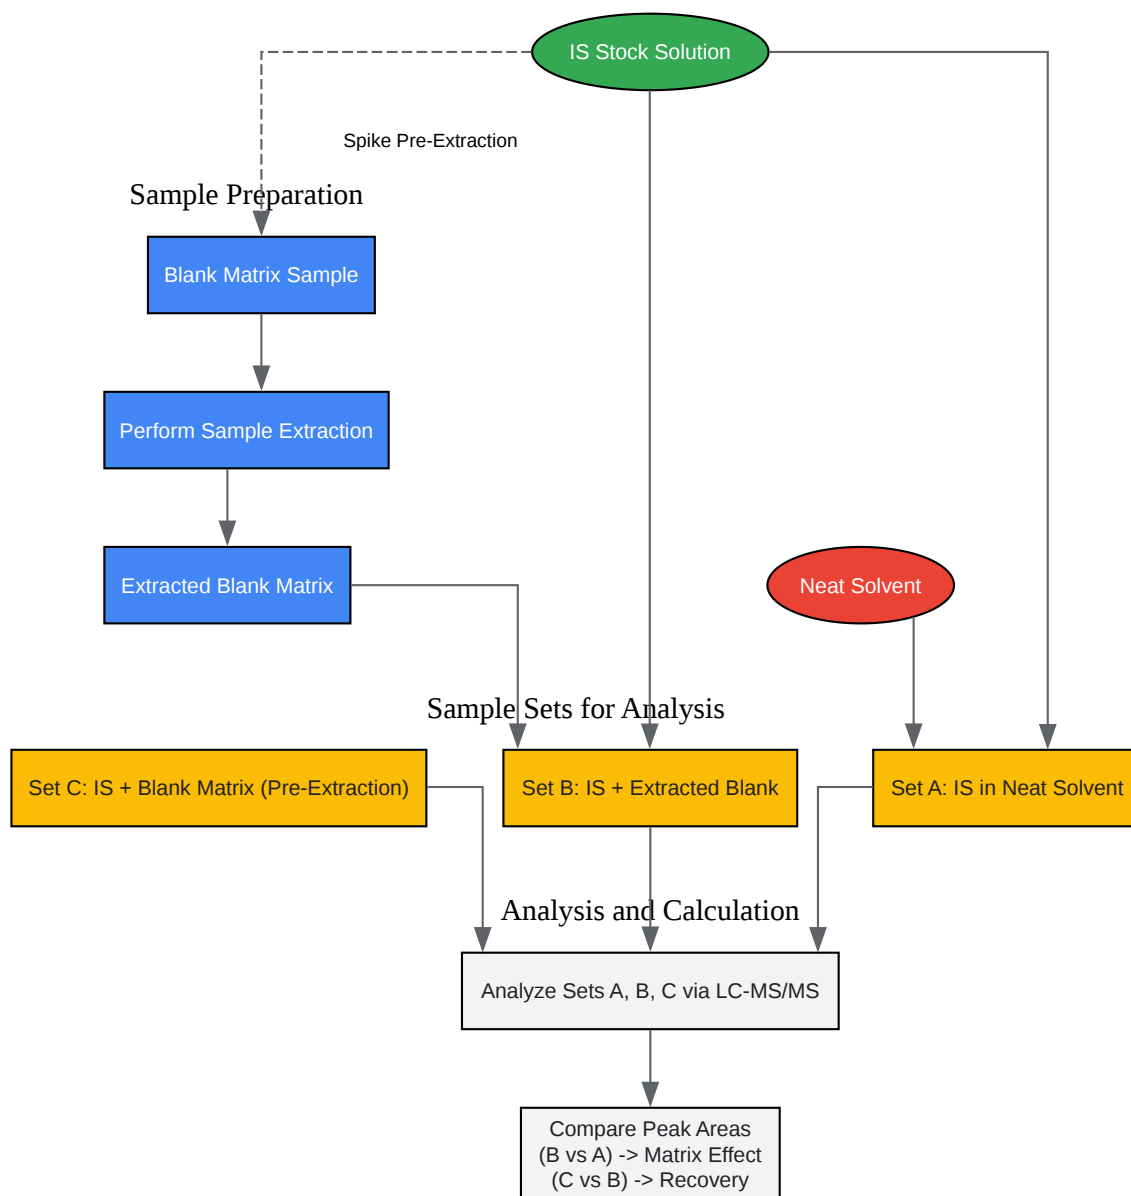 IS Stock Solution
Spike Pre-Extraction
Sample Preparation
Blank Matrix Sample
Perform Sample Extraction
Extracted Blank Matrix
Neat Solvent
Sample Sets for Analysis
Set C: IS + Blank Matrix (Pre-Extraction)
Set B: IS + Extracted Blank
Set A: IS in Neat Solvent
Analysis and Calculation
Analyze Sets A, B, C via LC-MS/MS
Compare Peak Areas
(B vs A) -> Matrix Effect
(C vs B) -> Recovery